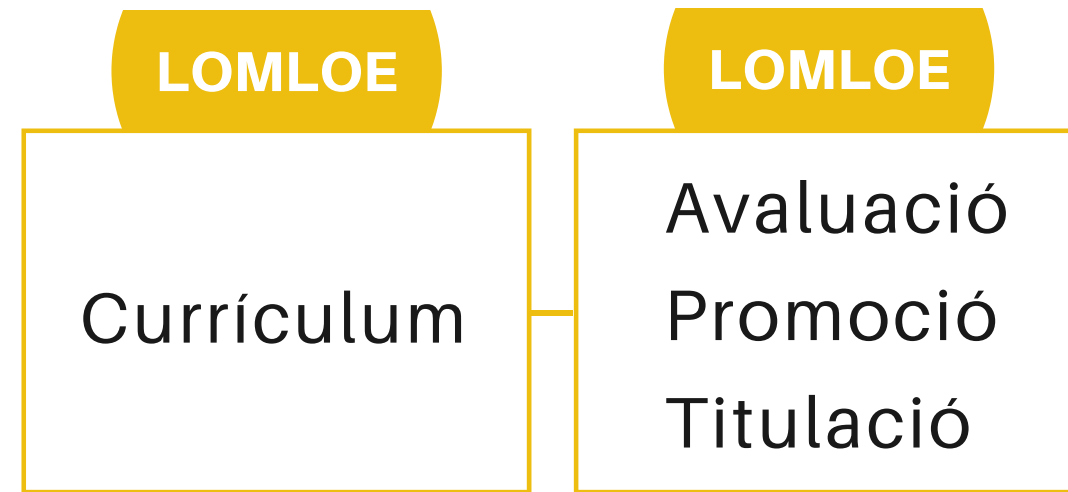 LOMLOE
Currículum
LOMLOE
Avaluació
Promoció
Titulació